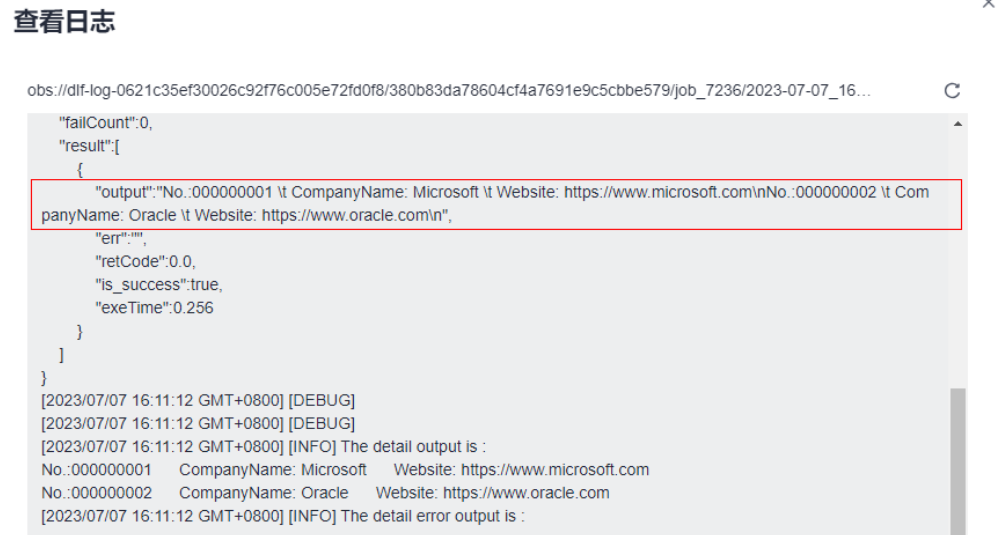 查看日志
obs://dlf-log-0621c35ef30026c92f76c005e72fd0f8/380b83da78604cf4a7691e9c5cbbe579/job_7236/2023-07-07_16...
"failCount":0,
"result":[
{
"output":"No.:000000001 \t CompanyName: Microsoft \t Website: https://www.microsoft.com\nNo.:000000002 \t Com
panyName: Oracle \t Website: https://www.oracle.com\n",
"err":"",
"retCode":0.0,
"is_success":true,
"exeTime":0.256
}
]
}
[2023/07/07 16:11:12 GMT+0800] [DEBUG]
[2023/07/07 16:11:12 GMT+0800] [DEBUG]
[2023/07/07 16:11:12 GMT+0800] [INFO] The detail output is :
No.:000000001 CompanyName: Microsoft Website: https://www.microsoft.com
No.:000000002 CompanyName: Oracle Website: https://www.oracle.com
[2023/07/07 16:11:12 GMT+0800] [INFO] The detail error output is :